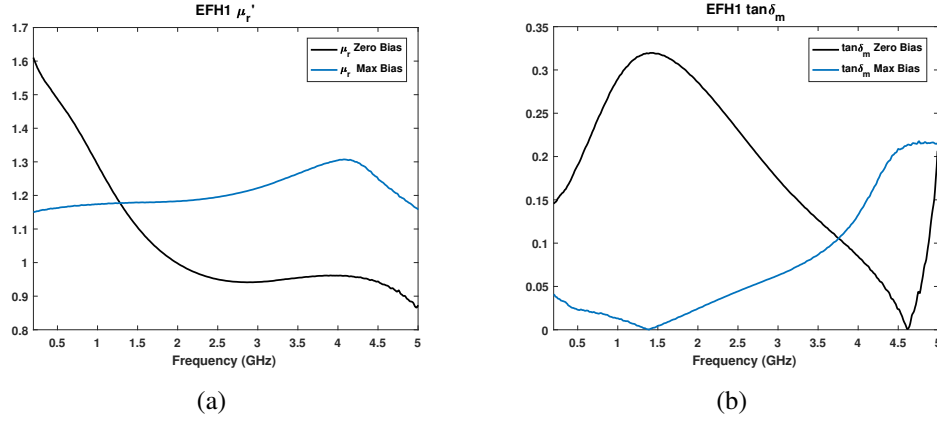 EFH1 μr'
1.7
1.6
1.5
1.4
1.3
1.2
1.1
1
0.9
0.8
μr Zero Bias
μr Max Bias
0.5 1 1.5 2 2.5 3 3.5 4 4.5 5
Frequency (GHz)
(a)
EFH1 tanδm
0.35
0.3
0.25
0.2
0.15
0.1
0.05
0
tanδm Zero Bias
tanδm Max Bias
0.5 1 1.5 2 2.5 3 3.5 4 4.5 5
Frequency (GHz)
(b)